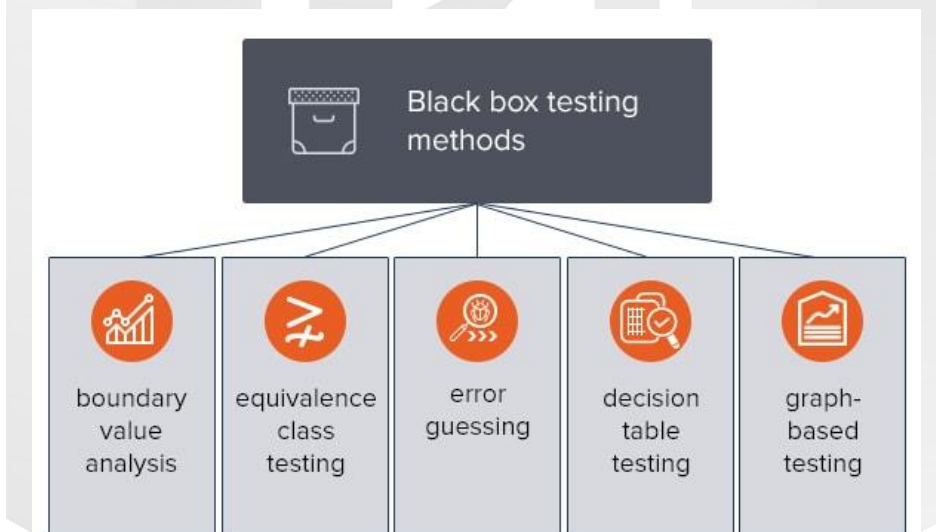 Black box testing
methods
boundary
value
analysis
equivalence
class
testing
error
guessing
decision
table
testing
graph-
based
testing